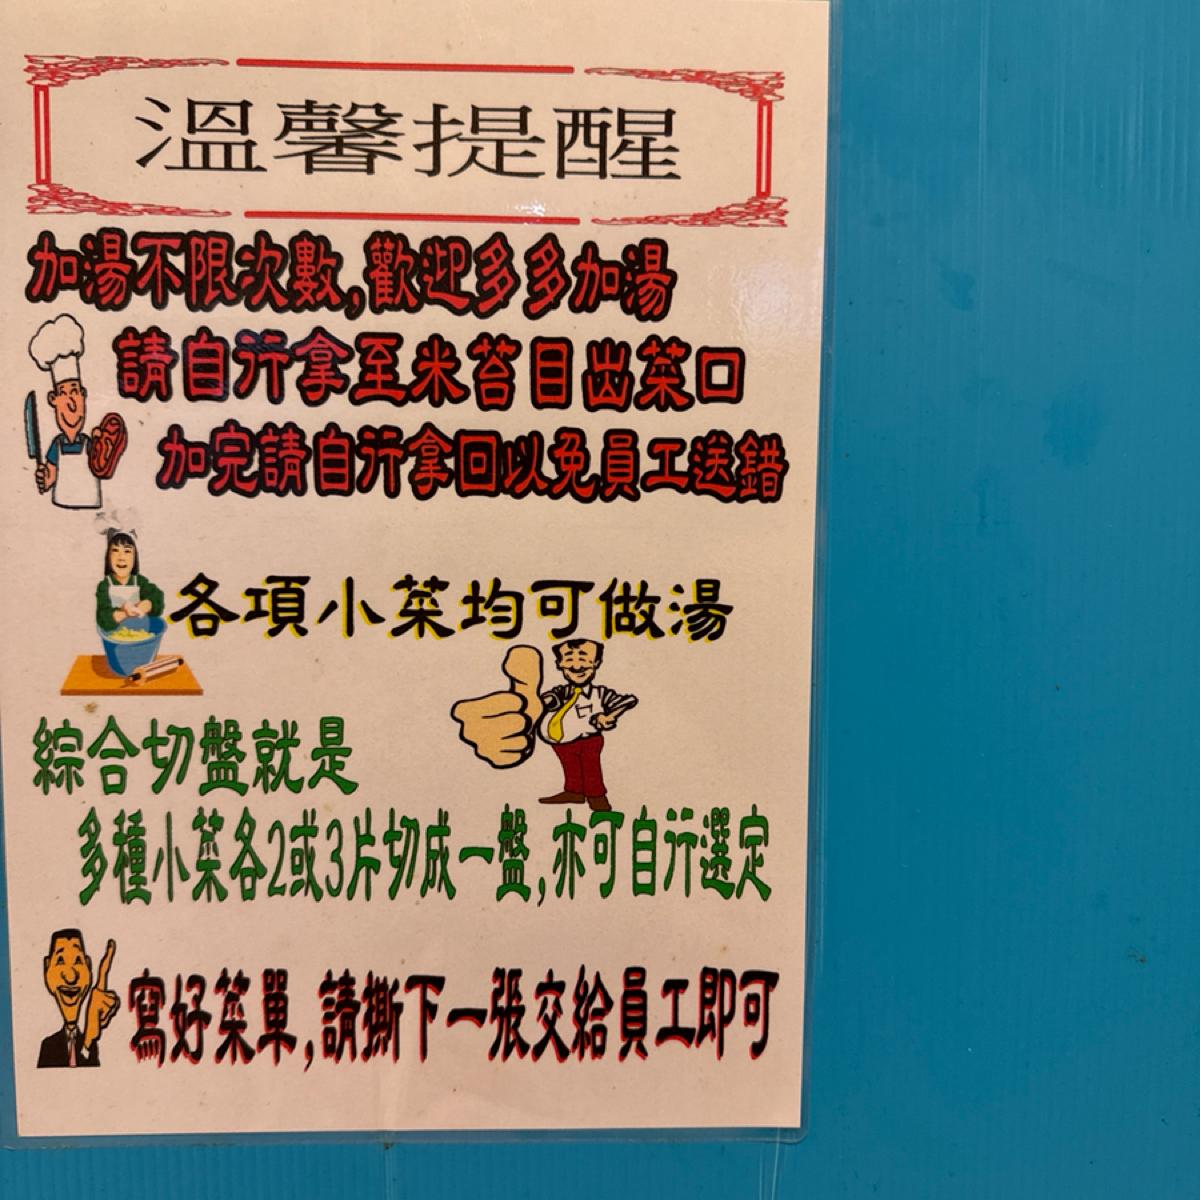 溫馨提醒
加湯不限次數,歡迎多多加湯
請自行拿至米苔目出菜口
加完請自行拿回以免員工送錯
各項小菜均可做湯
綜合切盤就是
多種小菜各2或3片切成一盤,亦可自行選定
寫好菜單,請撕下一張交給員工即可